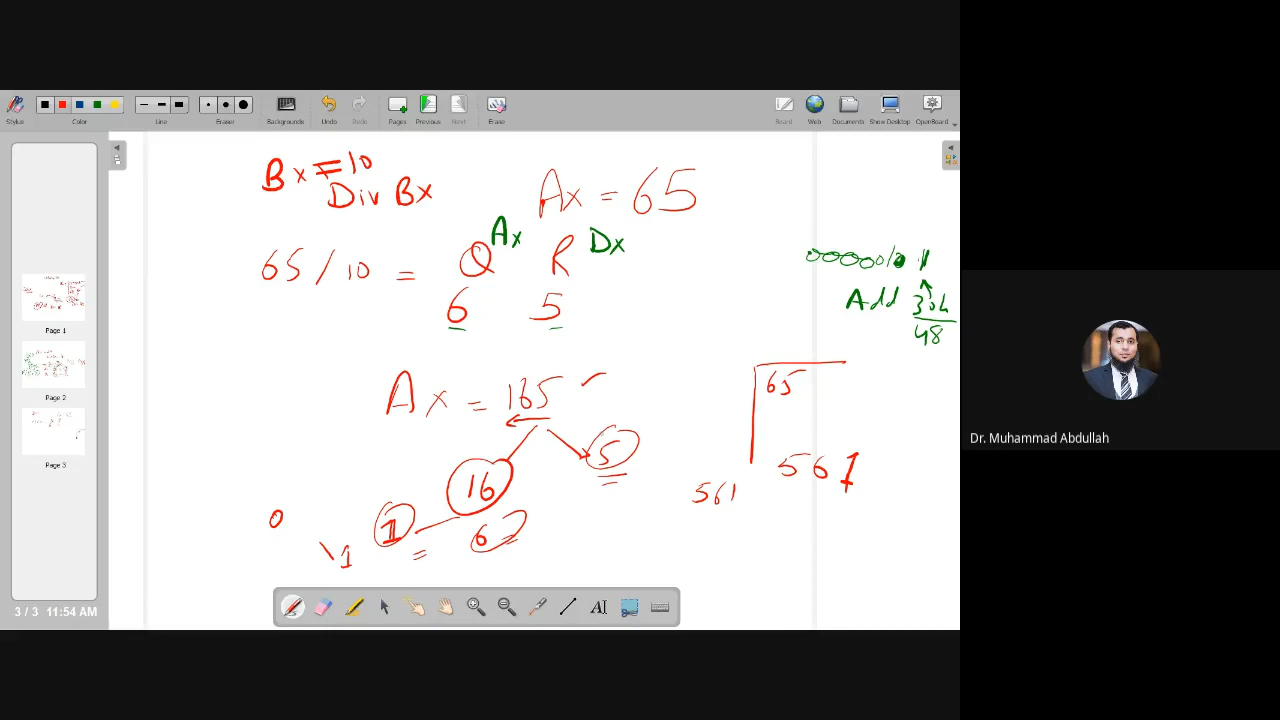 Stylus
Color
Line
Eraser
Backgrounds
Undo
Redo
Pages
Previous
Next
Erase
Board
Web
Documents
Show Desktop
OpenBoard
Page 1
Page 2
Page 3
3 / 3 11:54 AM
Bx = 10
Div Bx
Ax = 65
65 / 10 =
Q Ax R Dx
6 5
Add 30h
48
Ax = 165
16 5
1 6
0 \ 1
65
561
561
Dr. Muhammad Abdullah